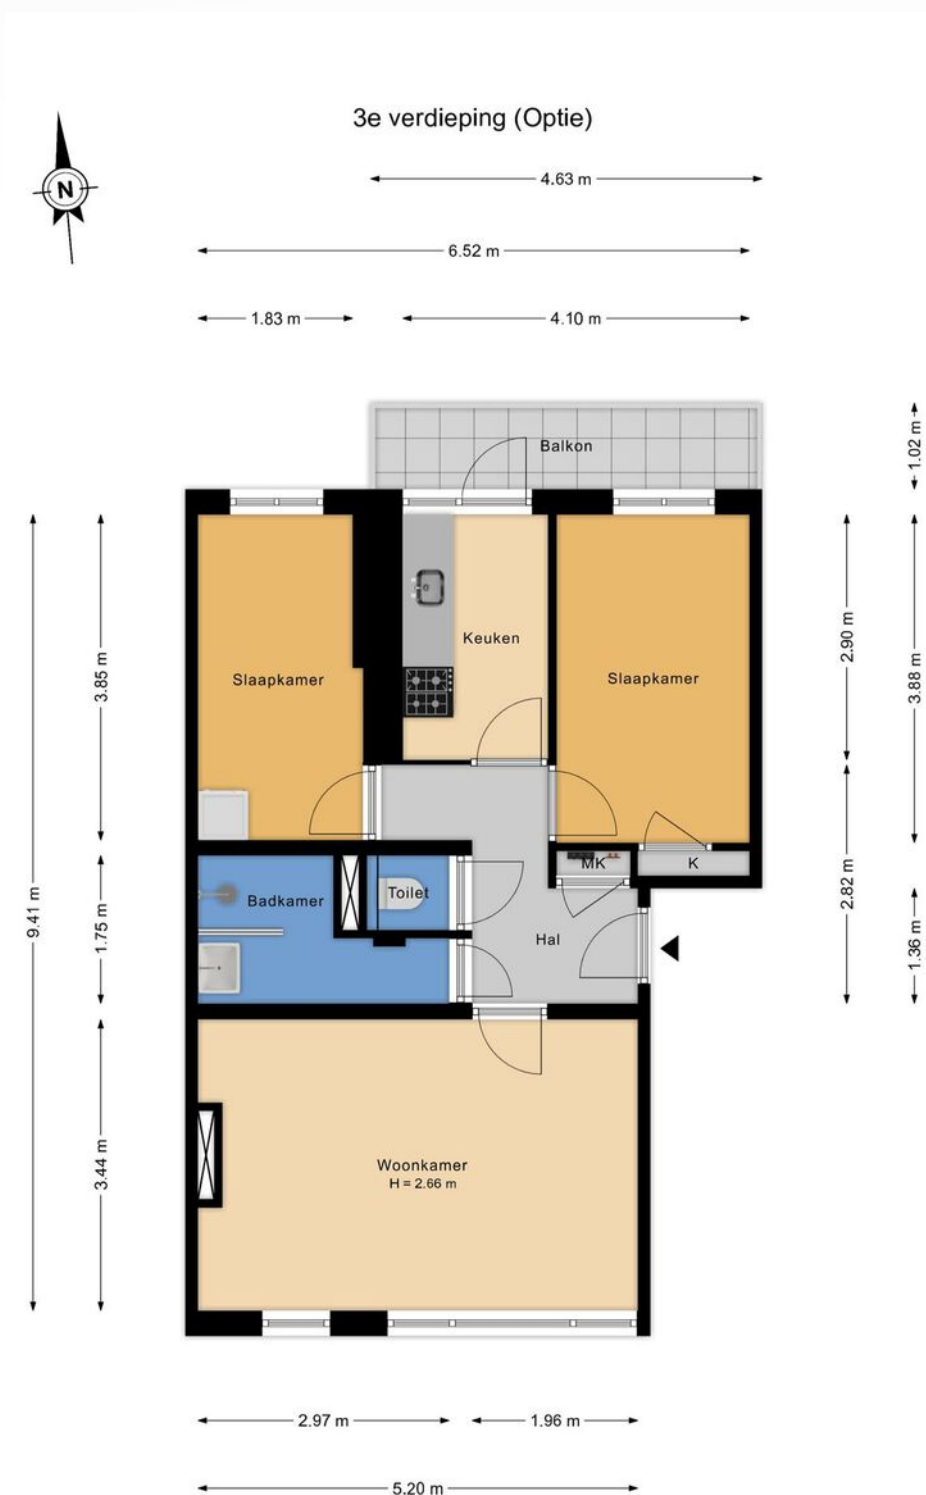 3e verdieping (Optie)
N
4.63 m
6.52 m
1.83 m
4.10 m
Balkon
1.02 m
Keuken
2.90 m
Slaapkamer
Slaapkamer
3.85 m
3.88 m
MK
K
Toilet
Badkamer
2.82 m
9.41 m
1.75 m
Hal
1.36 m
Woonkamer
H = 2.66 m
3.44 m
2.97 m
1.96 m
5.20 m